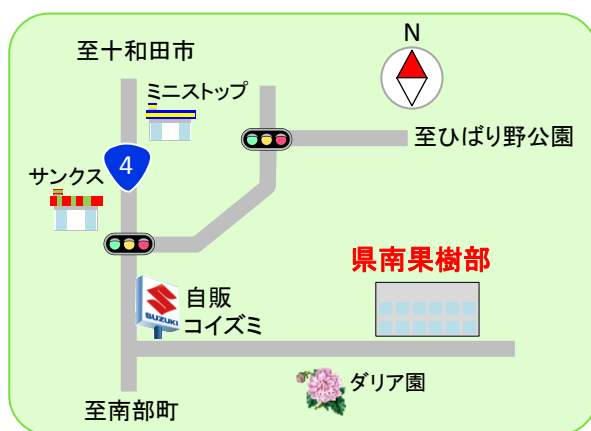 至十和田市
N
ミニストップ
至ひばり野公園
4
サンクス
県南果樹部
SUZUKI
自販
コイズミ
ダリア園
至南部町